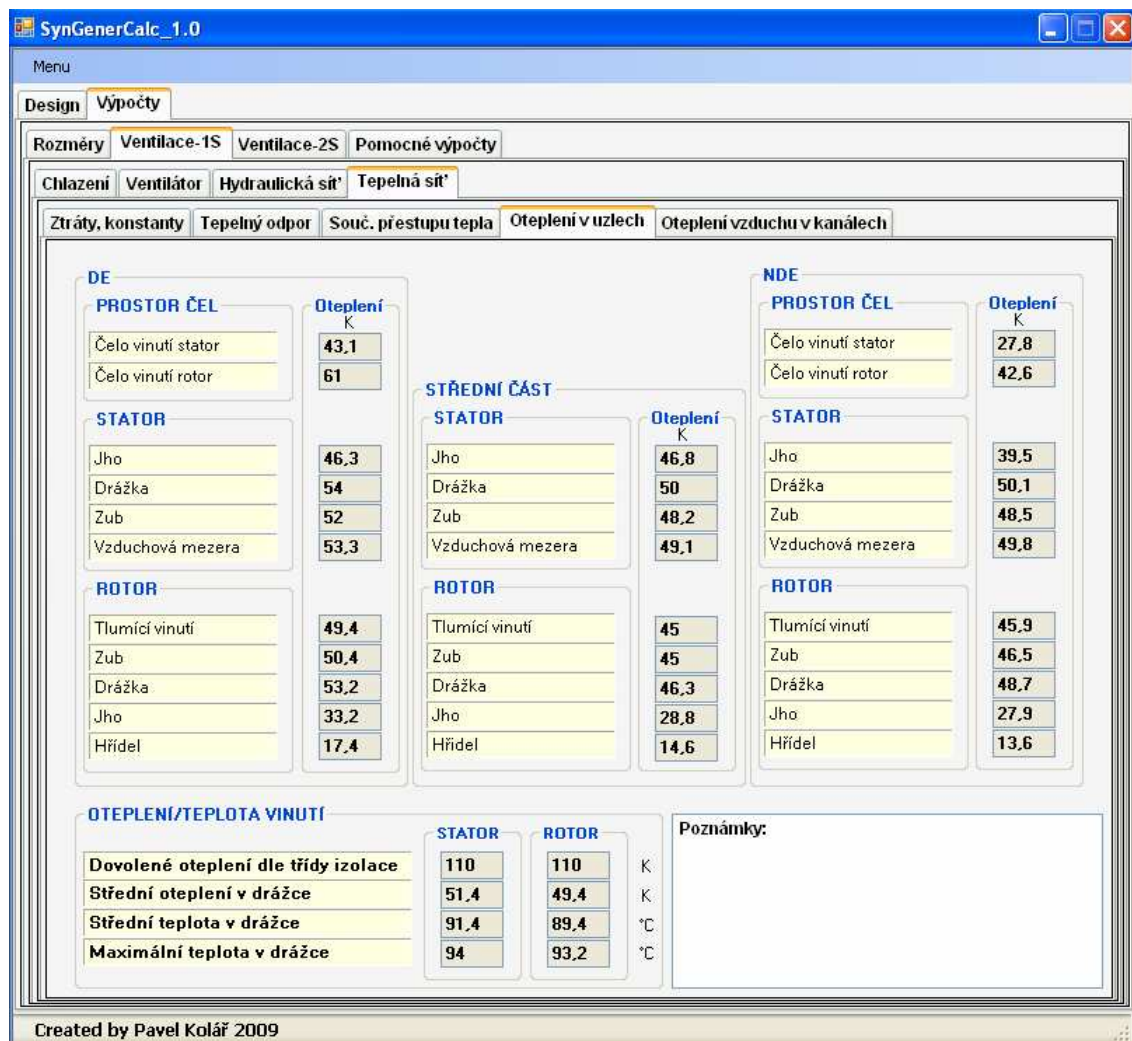 SynGenerCalc_1.0
Menu
Design Výpočty
Rozměry Ventilace-1S Ventilace-2S Pomocné výpočty
Chlazení Ventilátor Hydraulická síť Tepelná síť
Ztráty, konstanty Tepelný odpor Souč. přestupu tepla Oteplení v uzlech Oteplení vzduchu v kanálech
DE
PROSTOR ČEL Oteplení
K
Čelo vinutí stator 43,1
Čelo vinutí rotor 61
STATOR
Jho 46,3
Drážka 54
Zub 52
Vzduchová mezera 53,3
ROTOR
Tlumící vinutí 49,4
Zub 50,4
Drážka 53,2
Jho 33,2
Hřídel 17,4
STŘEDNÍ ČÁST
STATOR Oteplení
K
Jho 46,8
Drážka 50
Zub 48,2
Vzduchová mezera 49,1
ROTOR
Tlumící vinutí 45
Zub 45
Drážka 46,3
Jho 28,8
Hřidel 14,6
NDE
PROSTOR ČEL Oteplení
K
Čelo vinutí stator 27,8
Čelo vinutí rotor 42,6
STATOR
Jho 39,5
Drážka 50,1
Zub 48,5
Vzduchová mezera 49,8
ROTOR
Tlumící vinutí 45,9
Zub 46,5
Drážka 48,7
Jho 27,9
Hřídel 13,6
OTEPLENÍ/TEPLOTA VINUTÍ
STATOR ROTOR
Dovolené oteplení dle třídy izolace 110 110 K
Střední oteplení v drážce 51,4 49,4 K
Střední teplota v drážce 91,4 89,4 °C
Maximální teplota v drážce 94 93,2 °C
Poznámky:
Created by Pavel Kolář 2009